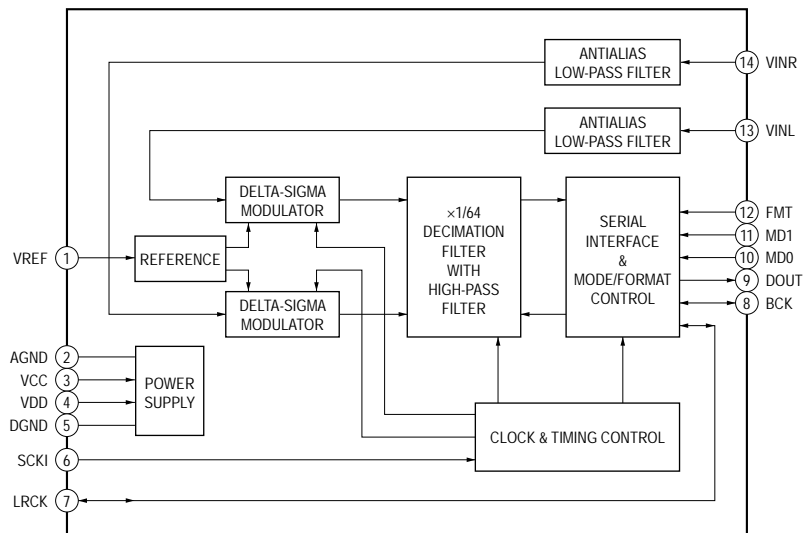 ANTIALIAS
LOW-PASS FILTER
14 VINR
ANTIALIAS
LOW-PASS FILTER
13 VINL
DELTA-SIGMA
MODULATOR
×1/64
DECIMATION
FILTER
WITH
HIGH-PASS
FILTER
SERIAL
INTERFACE
&
MODE/FORMAT
CONTROL
12 FMT
11 MD1
10 MD0
9 DOUT
8 BCK
VREF 1
REFERENCE
DELTA-SIGMA
MODULATOR
AGND 2
VCC 3
VDD 4
DGND 5
POWER
SUPPLY
CLOCK & TIMING CONTROL
SCKI 6
LRCK 7